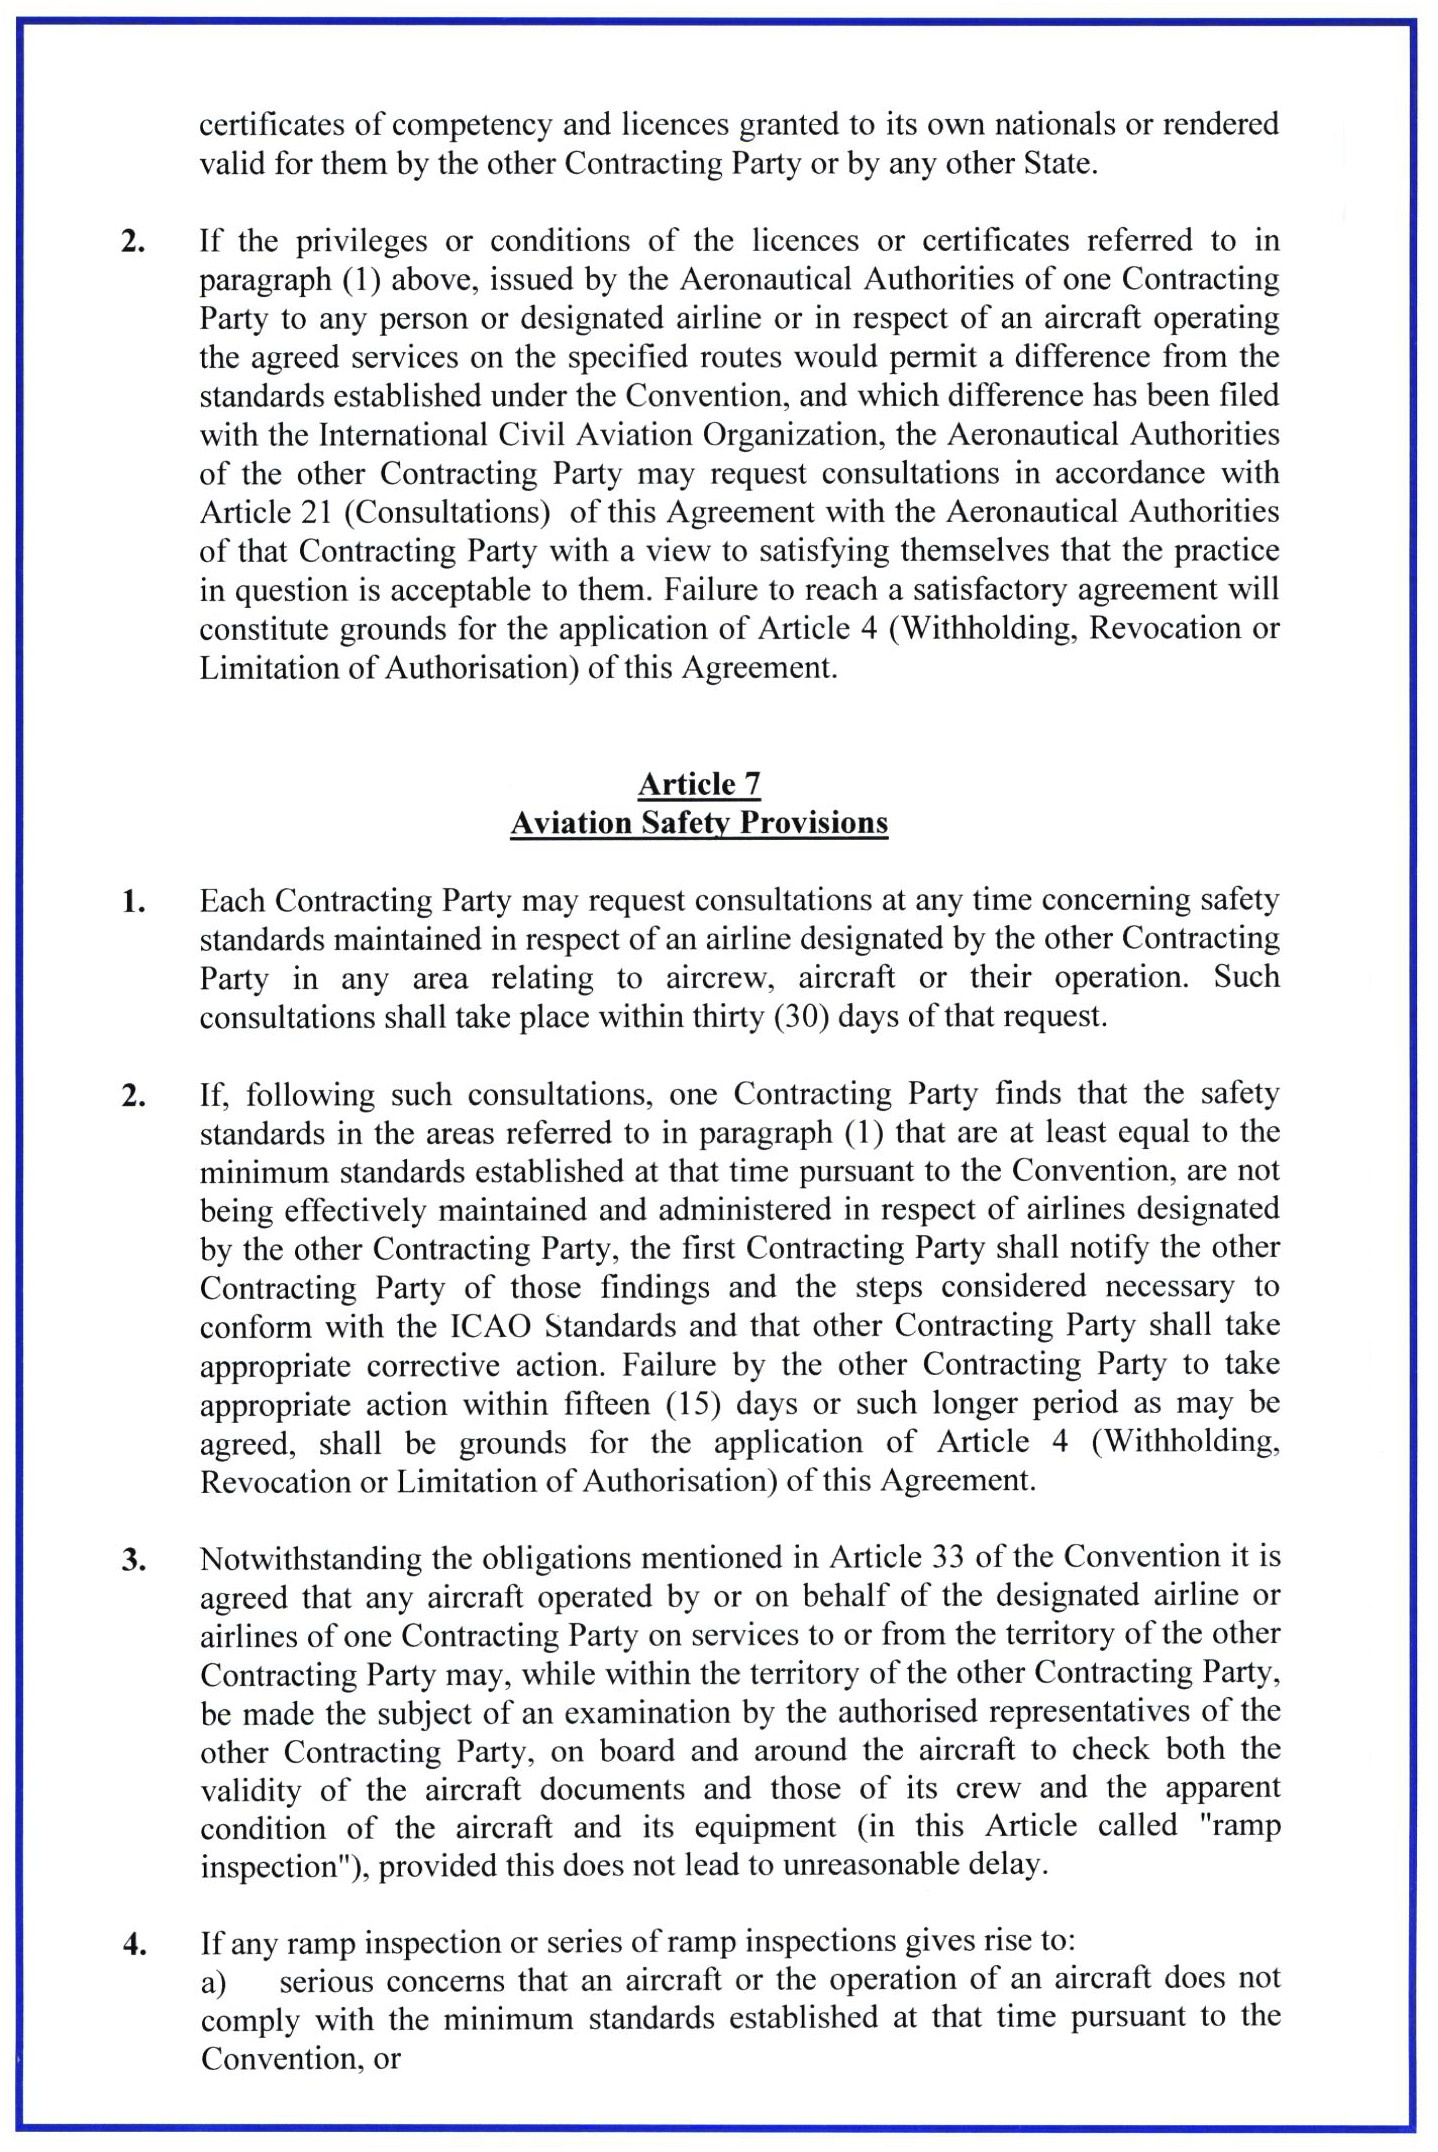 certificates of competency and licences granted to its own nationals or rendered
valid for them by the other Contracting Party or by any other State.
2. If the privileges or conditions of the licences or certificates referred to in
paragraph (1) above, issued by the Aeronautical Authorities of one Contracting
Party to any person or designated airline or in respect of an aircraft operating
the agreed services on the specified routes would permit a difference from the
standards established under the Convention, and which difference has been filed
with the International Civil Aviation Organization, the Aeronautical Authorities
of the other Contracting Party may request consultations in accordance with
Article 21 (Consultations) of this Agreement with the Aeronautical Authorities
of that Contracting Party with a view to satisfying themselves that the practice
in question is acceptable to them. Failure to reach a satisfactory agreement will
constitute grounds for the application of Article 4 (Withholding, Revocation or
Limitation of Authorisation) of this Agreement.
Article 7
Aviation Safety Provisions
1. Each Contracting Party may request consultations at any time concerning safety
standards maintained in respect of an airline designated by the other Contracting
Party in any area relating to aircrew, aircraft or their operation. Such
consultations shall take place within thirty (30) days of that request.
2. If, following such consultations, one Contracting Party finds that the safety
standards in the areas referred to in paragraph (1) that are at least equal to the
minimum standards established at that time pursuant to the Convention, are not
being effectively maintained and administered in respect of airlines designated
by the other Contracting Party, the first Contracting Party shall notify the other
Contracting Party of those findings and the steps considered necessary to
conform with the ICAO Standards and that other Contracting Party shall take
appropriate corrective action. Failure by the other Contracting Party to take
appropriate action within fifteen (15) days or such longer period as may be
agreed, shall be grounds for the application of Article 4 (Withholding,
Revocation or Limitation of Authorisation) of this Agreement.
3. Notwithstanding the obligations mentioned in Article 33 of the Convention it is
agreed that any aircraft operated by or on behalf of the designated airline or
airlines of one Contracting Party on services to or from the territory of the other
Contracting Party may, while within the territory of the other Contracting Party,
be made the subject of an examination by the authorised representatives of the
other Contracting Party, on board and around the aircraft to check both the
validity of the aircraft documents and those of its crew and the apparent
condition of the aircraft and its equipment (in this Article called "ramp
inspection"), provided this does not lead to unreasonable delay.
4. If any ramp inspection or series of ramp inspections gives rise to:
a) serious concerns that an aircraft or the operation of an aircraft does not
comply with the minimum standards established at that time pursuant to the
Convention, or